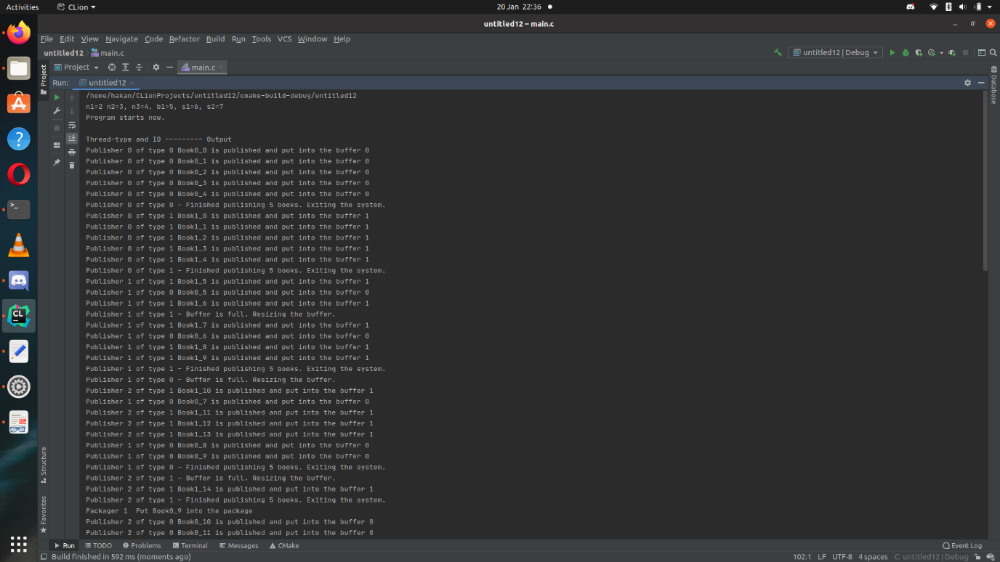 Activities
CLion
20 Jan 22:36
untitled12 – main.c
File Edit View Navigate Code Refactor Build Run Tools VCS Window Help
untitled12 main.c
untitled12 | Debug
Project
Project
main.c
Database
Run: untitled12
/home/hakan/CLionProjects/untitled12/cmake-build-debug/untitled12
n1=2 n2=3, n3=4, b1=5, s1=6, s2=7
Program starts now.
Thread-type and ID --------- Output
Publisher 0 of type 0 Book0_0 is published and put into the buffer 0
Publisher 0 of type 0 Book0_1 is published and put into the buffer 0
Publisher 0 of type 0 Book0_2 is published and put into the buffer 0
Publisher 0 of type 0 Book0_3 is published and put into the buffer 0
Publisher 0 of type 0 Book0_4 is published and put into the buffer 0
Publisher 0 of type 0 – Finished publishing 5 books. Exiting the system.
Publisher 0 of type 1 Book1_0 is published and put into the buffer 1
Publisher 0 of type 1 Book1_1 is published and put into the buffer 1
Publisher 0 of type 1 Book1_2 is published and put into the buffer 1
Publisher 0 of type 1 Book1_3 is published and put into the buffer 1
Publisher 0 of type 1 Book1_4 is published and put into the buffer 1
Publisher 0 of type 1 – Finished publishing 5 books. Exiting the system.
Publisher 1 of type 1 Book1_5 is published and put into the buffer 1
Publisher 1 of type 0 Book0_5 is published and put into the buffer 0
Publisher 1 of type 1 Book1_6 is published and put into the buffer 1
Publisher 1 of type 1 – Buffer is full. Resizing the buffer.
Publisher 1 of type 1 Book1_7 is published and put into the buffer 1
Publisher 1 of type 0 Book0_6 is published and put into the buffer 0
Publisher 1 of type 1 Book1_8 is published and put into the buffer 1
Publisher 1 of type 1 Book1_9 is published and put into the buffer 1
Publisher 1 of type 1 – Finished publishing 5 books. Exiting the system.
Publisher 1 of type 0 – Buffer is full. Resizing the buffer.
Publisher 2 of type 1 Book1_10 is published and put into the buffer 1
Publisher 1 of type 0 Book0_7 is published and put into the buffer 0
Publisher 2 of type 1 Book1_11 is published and put into the buffer 1
Publisher 2 of type 1 Book1_12 is published and put into the buffer 1
Publisher 2 of type 1 Book1_13 is published and put into the buffer 1
Publisher 1 of type 0 Book0_8 is published and put into the buffer 0
Publisher 1 of type 0 Book0_9 is published and put into the buffer 0
Publisher 1 of type 0 – Finished publishing 5 books. Exiting the system.
Publisher 2 of type 1 – Buffer is full. Resizing the buffer.
Publisher 2 of type 1 Book1_14 is published and put into the buffer 1
Publisher 2 of type 1 – Finished publishing 5 books. Exiting the system.
Packager 1  Put Book0_9 into the package
Publisher 2 of type 0 Book0_10 is published and put into the buffer 0
Publisher 2 of type 0 Book0_11 is published and put into the buffer 0
Structure
Favorites
Run TODO Problems Terminal Messages CMake Event Log
Build finished in 592 ms (moments ago)
102:1 LF UTF-8 4 spaces C: untitled12 | Debug